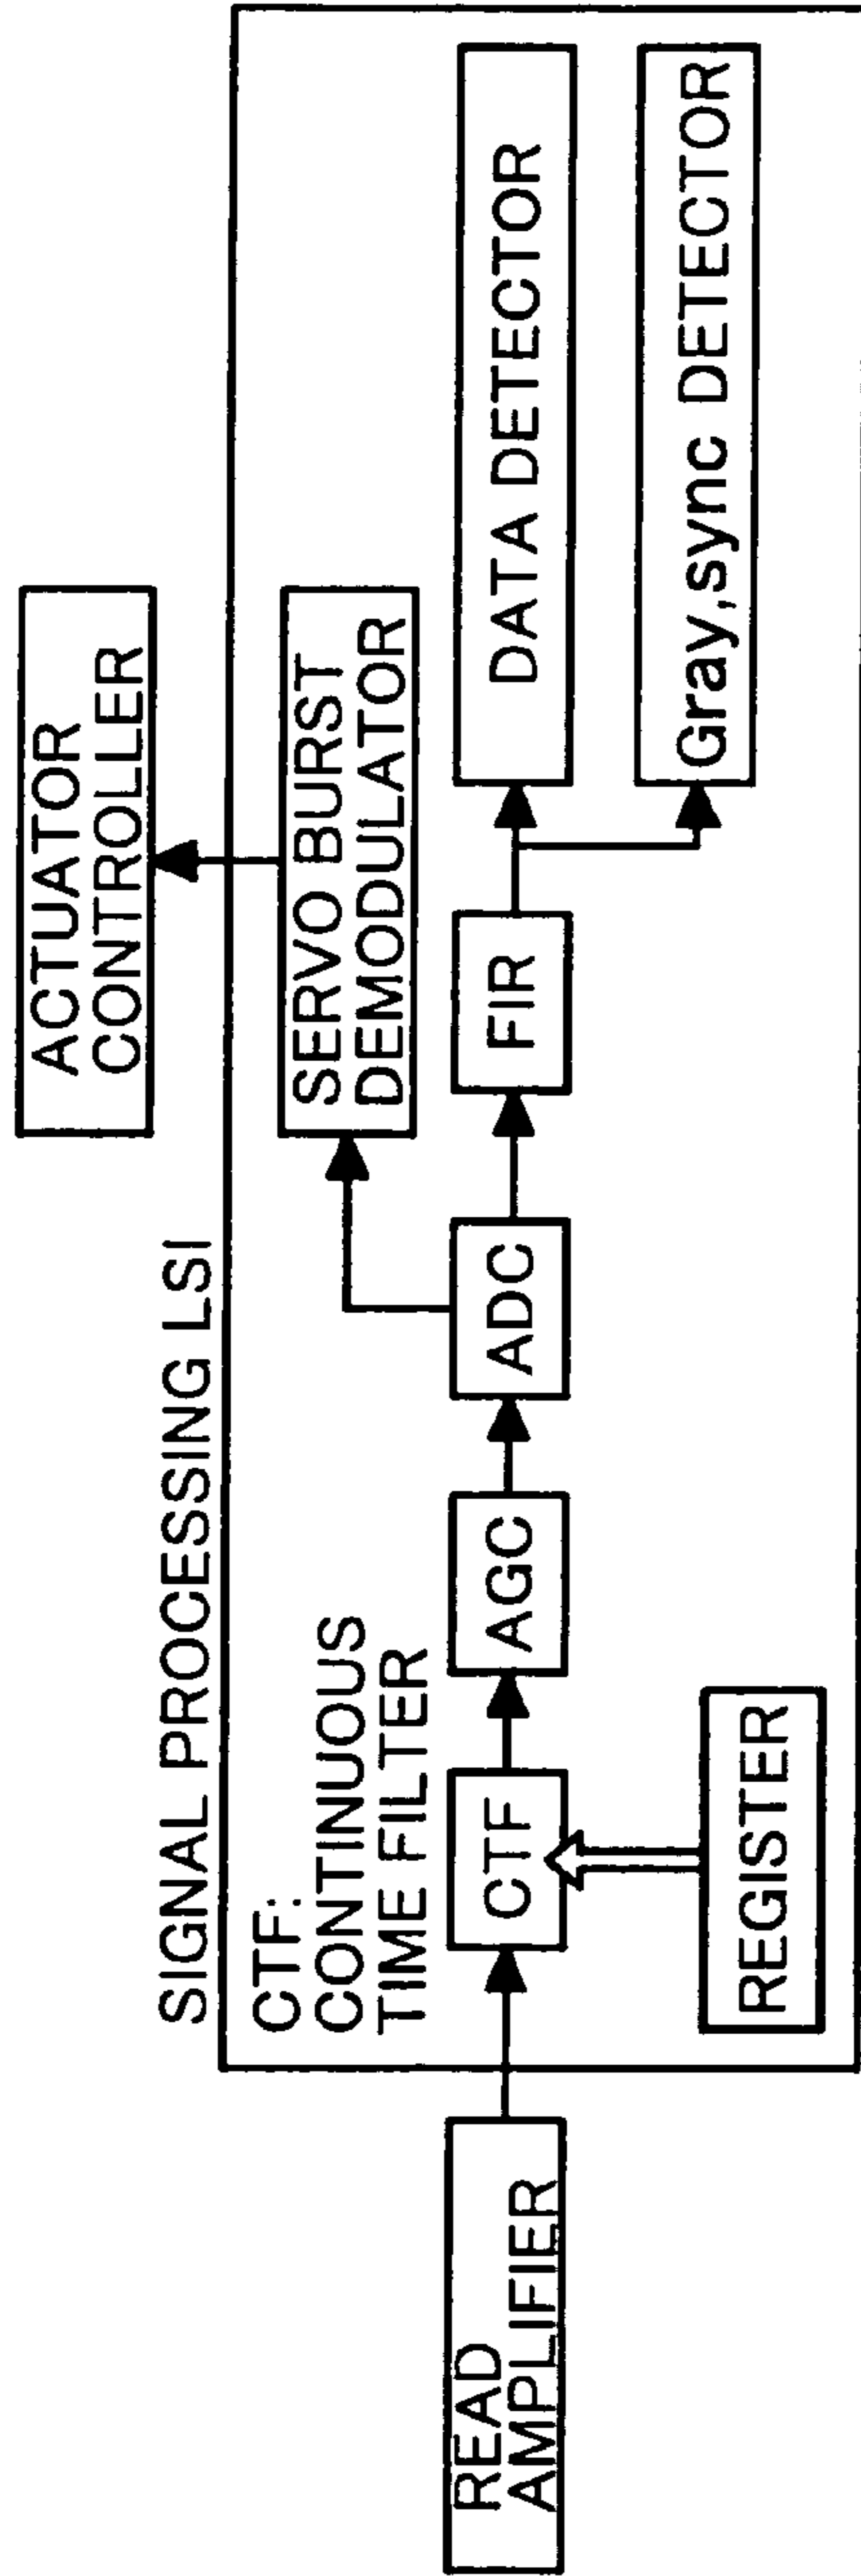 ACTUATOR
CONTROLLER
SIGNAL PROCESSING LSI
CTF:
CONTINUOUS
TIME FILTER
SERVO BURST
DEMODULATOR
READ
AMPLIFIER
CTF
AGC
ADC
FIR
DATA DETECTOR
REGISTER
Gray,sync DETECTOR